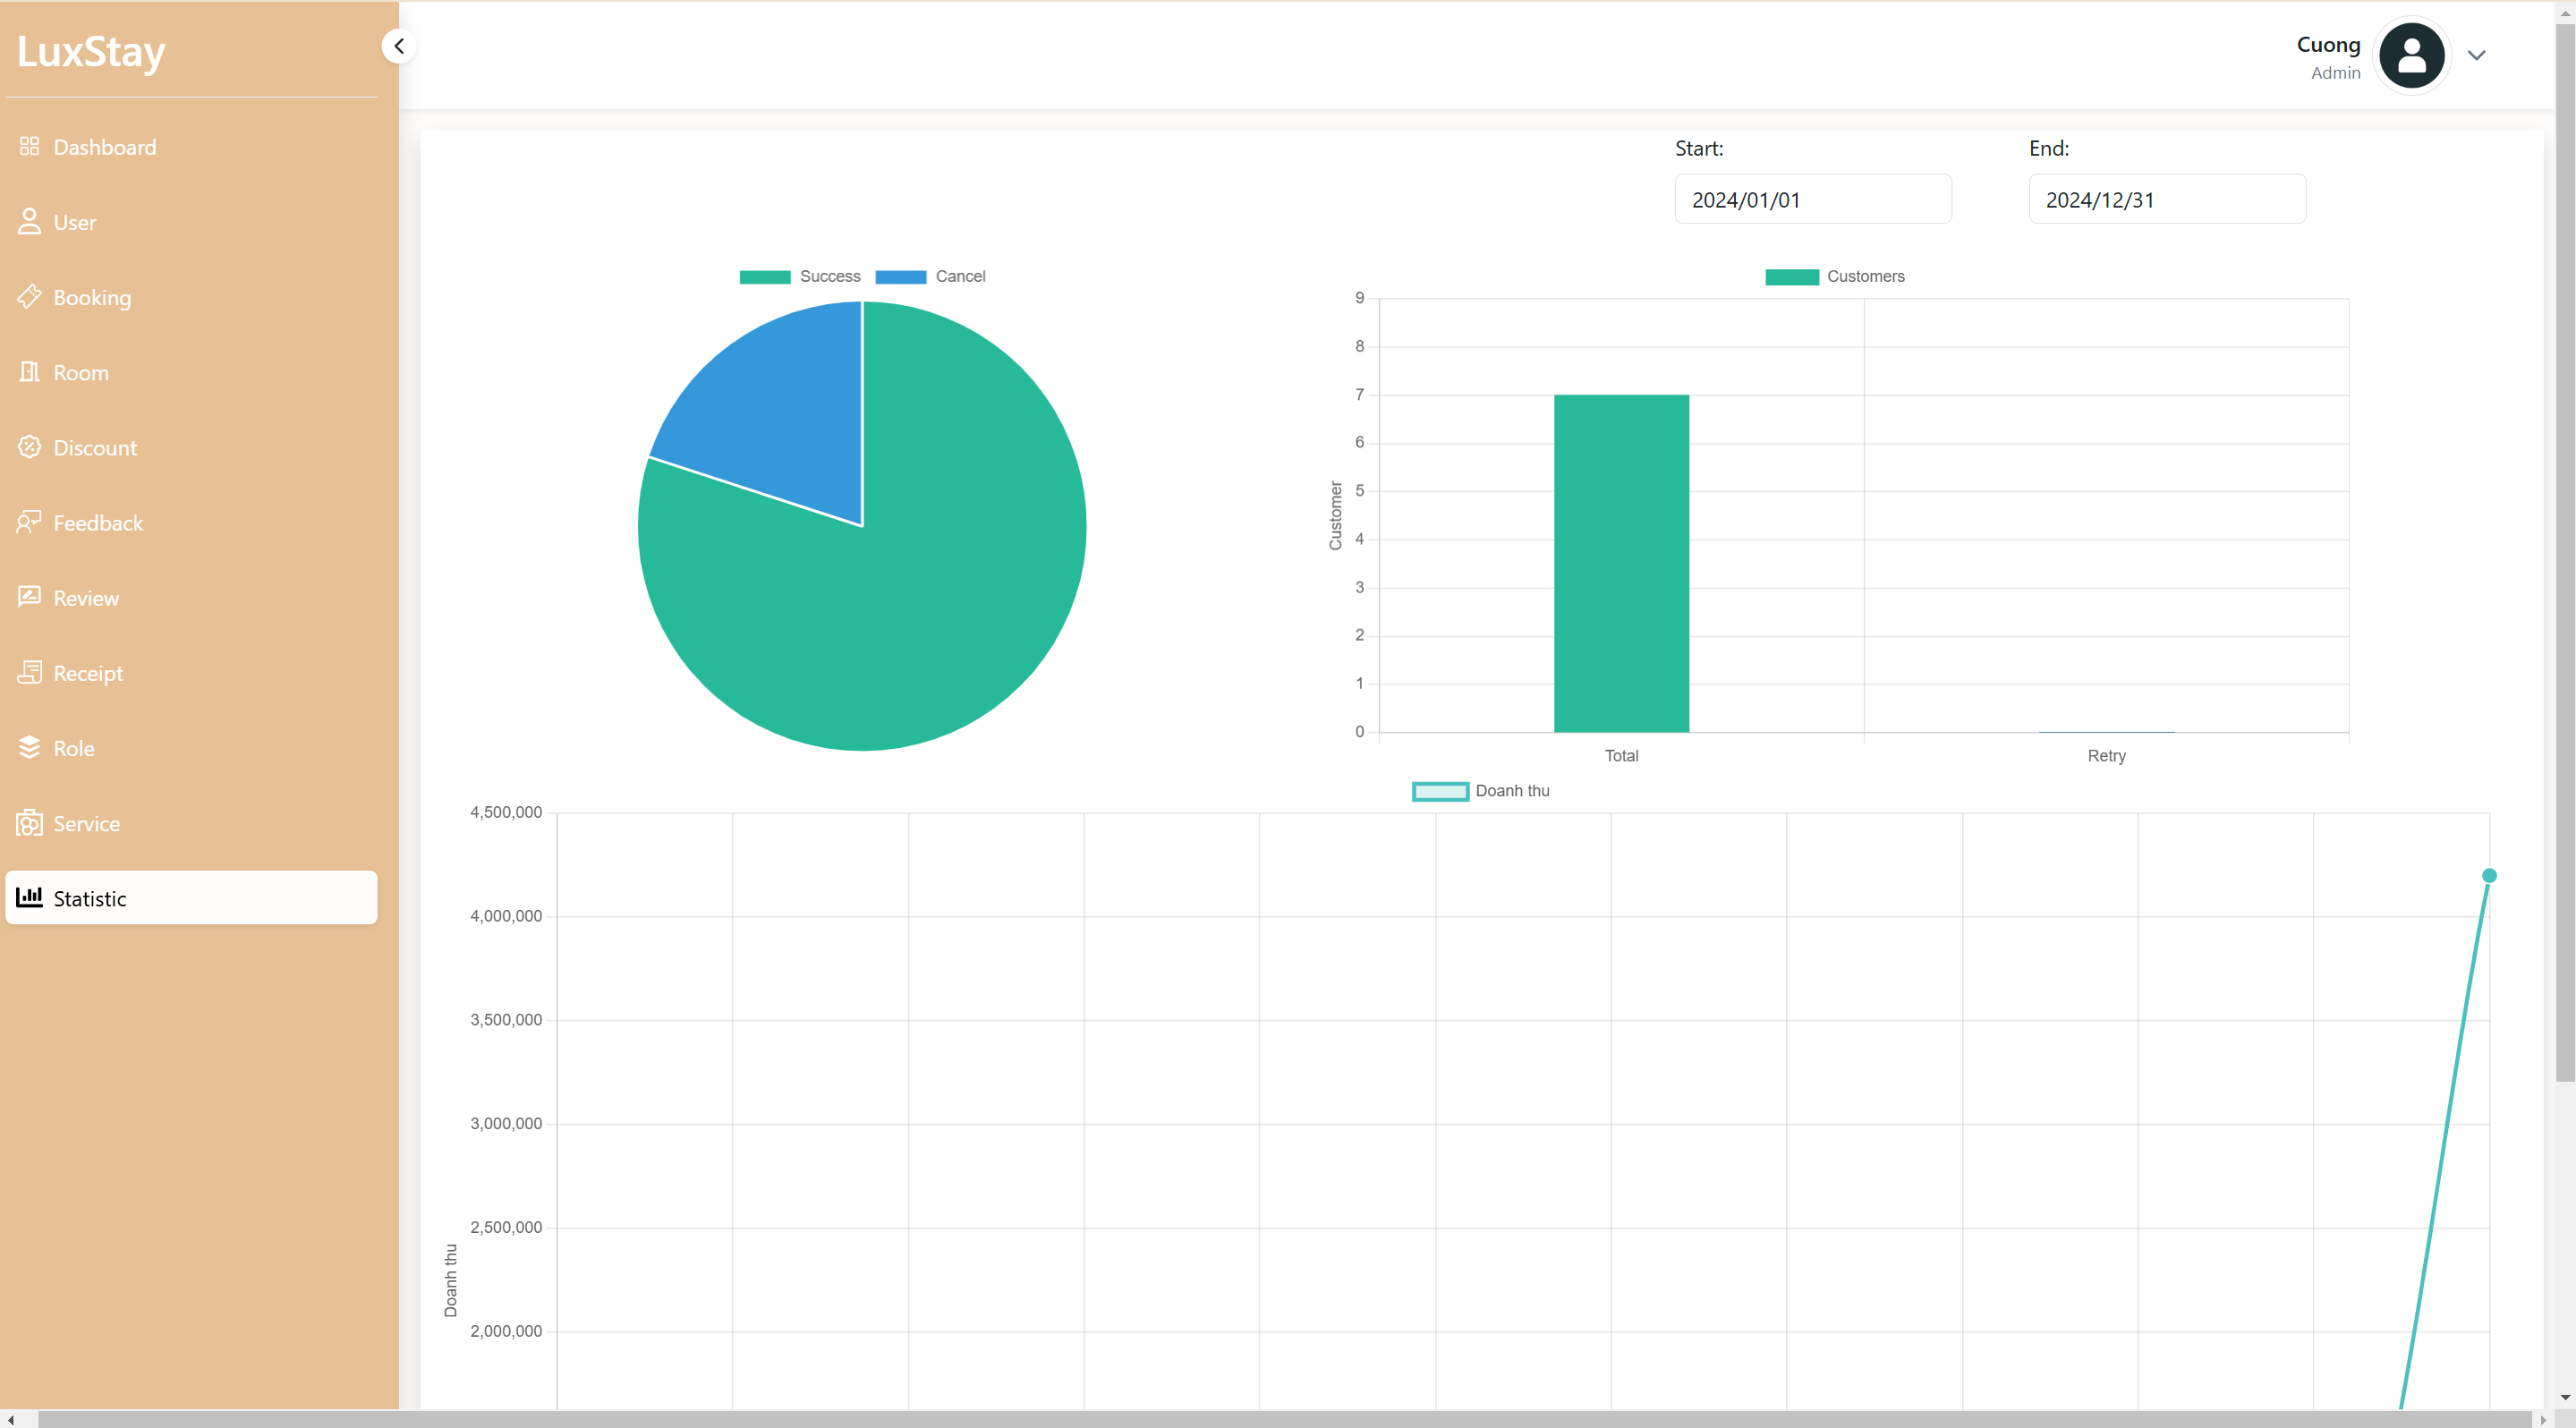 LuxStay
Cuong
Admin
Dashboard
User
Booking
Room
Discount
Feedback
Review
Receipt
Role
Service
Statistic
Start:
End:
2024/01/01
2024/12/31
Success
Cancel
Customers
9
8
7
6
5
4
3
2
1
0
Customer
Total
Retry
Doanh thu
4,500,000
4,000,000
3,500,000
3,000,000
2,500,000
2,000,000
Doanh thu